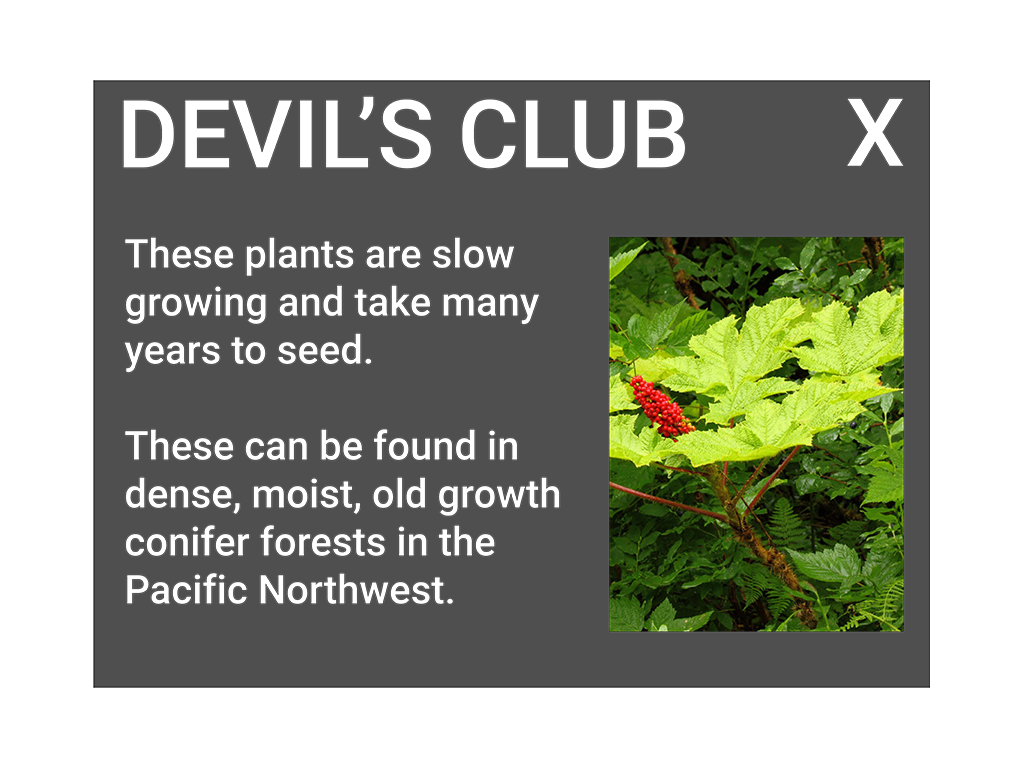 DEVIL’S CLUB X
These plants are slow
growing and take many
years to seed.
These can be found in
dense, moist, old growth
conifer forests in the
Pacific Northwest.